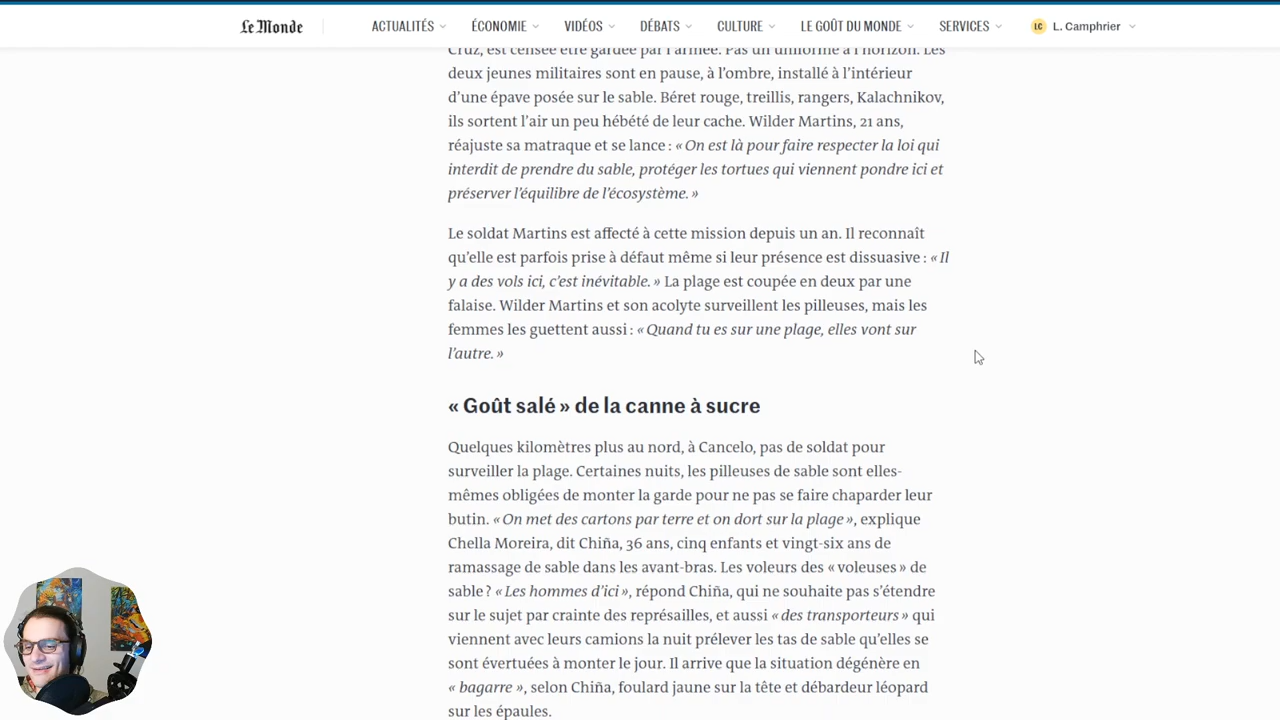 Le Monde
ACTUALITÉS
ÉCONOMIE
VIDÉOS
DÉBATS
CULTURE
LE GOÛT DU MONDE
SERVICES
LC
L. Camphrier
Cruz, est censée être gardée par l’armée. Pas un uniforme à l’horizon. Les
deux jeunes militaires sont en pause, à l’ombre, installé à l’intérieur
d’une épave posée sur le sable. Béret rouge, treillis, rangers, Kalachnikov,
ils sortent l’air un peu hébété de leur cache. Wilder Martins, 21 ans,
réajuste sa matraque et se lance : « On est là pour faire respecter la loi qui
interdit de prendre du sable, protéger les tortues qui viennent pondre ici et
préserver l’équilibre de l’écosystème. »
Le soldat Martins est affecté à cette mission depuis un an. Il reconnaît
qu’elle est parfois prise à défaut même si leur présence est dissuasive : « Il
y a des vols ici, c’est inévitable. » La plage est coupée en deux par une
falaise. Wilder Martins et son acolyte surveillent les pilleuses, mais les
femmes les guettent aussi : « Quand tu es sur une plage, elles vont sur
l’autre. »
« Goût salé » de la canne à sucre
Quelques kilomètres plus au nord, à Cancelo, pas de soldat pour
surveiller la plage. Certaines nuits, les pilleuses de sable sont elles-
mêmes obligées de monter la garde pour ne pas se faire chaparder leur
butin. « On met des cartons par terre et on dort sur la plage », explique
Chella Moreira, dit Chiña, 36 ans, cinq enfants et vingt-six ans de
ramassage de sable dans les avant-bras. Les voleurs des « voleuses » de
sable ? « Les hommes d’ici », répond Chiña, qui ne souhaite pas s’étendre
sur le sujet par crainte des représailles, et aussi « des transporteurs » qui
viennent avec leurs camions la nuit prélever les tas de sable qu’elles se
sont évertuées à monter le jour. Il arrive que la situation dégénère en
« bagarre », selon Chiña, foulard jaune sur la tête et débardeur léopard
sur les épaules.